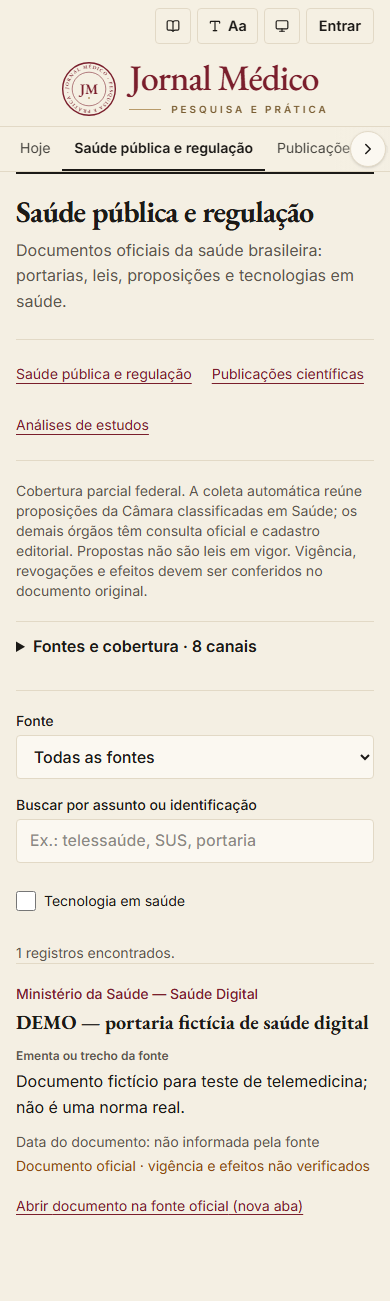 Aa
Entrar
JM
Jornal Médico
PESQUISA E PRÁTICA
Hoje
Saúde pública e regulação
Publicaçõe
Saúde pública e regulação
Documentos oficiais da saúde brasileira:
portarias, leis, proposições e tecnologias em
saúde.
Saúde pública e regulação
Publicações científicas
Análises de estudos
Cobertura parcial federal. A coleta automática reúne
proposições da Câmara classificadas em Saúde; os
demais órgãos têm consulta oficial e cadastro
editorial. Propostas não são leis em vigor. Vigência,
revogações e efeitos devem ser conferidos no
documento original.
Fontes e cobertura · 8 canais
Fonte
Todas as fontes
Buscar por assunto ou identificação
Ex.: telessaúde, SUS, portaria
Tecnologia em saúde
1 registros encontrados.
Ministério da Saúde — Saúde Digital
DEMO — portaria fictícia de saúde digital
Ementa ou trecho da fonte
Documento fictício para teste de telemedicina;
não é uma norma real.
Data do documento: não informada pela fonte
Documento oficial · vigência e efeitos não verificados
Abrir documento na fonte oficial (nova aba)